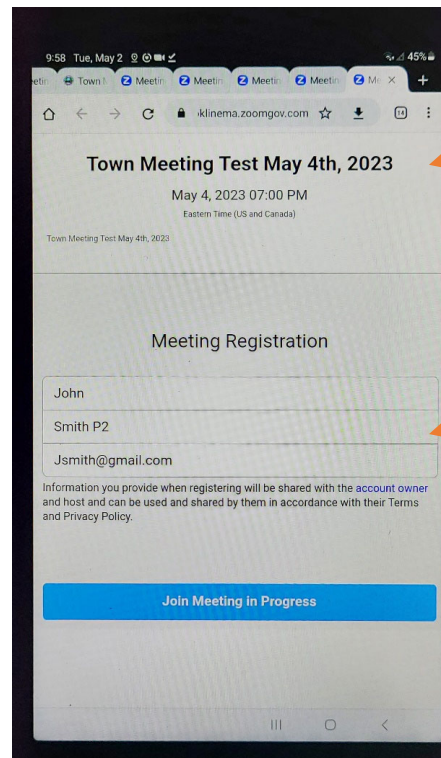 9:58 Tue, May 2 45%
Town Meetin Meetin Meetin Meetin Me
klinema.zoomgov.com 14
Town Meeting Test May 4th, 2023
May 4, 2023 07:00 PM
Eastern Time (US and Canada)
Town Meeting Test May 4th, 2023
Meeting Registration
John
Smith P2
Jsmith@gmail.com
Information you provide when registering will be shared with the account owner
and host and can be used and shared by them in accordance with their Terms
and Privacy Policy.
Join Meeting in Progress